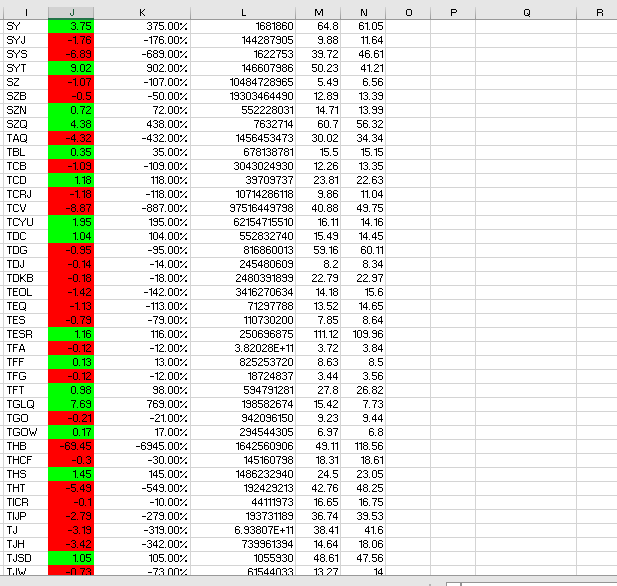 I J K L M N O P Q R
SY 3.75 375.00% 1681860 64.8 61.05
SYJ -1.76 -176.00% 144287905 9.88 11.64
SYS -6.89 -689.00% 1622753 39.72 46.61
SYT 9.02 902.00% 146607986 50.23 41.21
SZ -1.07 -107.00% 10484728965 5.49 6.56
SZB -0.5 -50.00% 19303464490 12.89 13.39
SZN 0.72 72.00% 552228031 14.71 13.99
SZQ 4.38 438.00% 7632714 60.7 56.32
TAQ -4.32 -432.00% 1456453473 30.02 34.34
TBL 0.35 35.00% 678138781 15.5 15.15
TCB -1.09 -109.00% 3043024930 12.26 13.35
TCD 1.18 118.00% 39709737 23.81 22.63
TCRJ -1.18 -118.00% 10714286118 9.86 11.04
TCV -8.87 -887.00% 97516449798 40.88 49.75
TCYU 1.95 195.00% 62154715510 16.11 14.16
TDC 1.04 104.00% 552832740 15.49 14.45
TDG -0.95 -95.00% 816860013 59.16 60.11
TDJ -0.14 -14.00% 245480609 8.2 8.34
TDKB -0.18 -18.00% 2480391899 22.79 22.97
TEOL -1.42 -142.00% 3416270634 14.18 15.6
TEQ -1.13 -113.00% 71297788 13.52 14.65
TES -0.79 -79.00% 110730200 7.85 8.64
TESR 1.16 116.00% 250696875 111.12 109.96
TFA -0.12 -12.00% 3.82028E+11 3.72 3.84
TFF 0.13 13.00% 825253720 8.63 8.5
TFG -0.12 -12.00% 18724837 3.44 3.56
TFT 0.98 98.00% 594791281 27.8 26.82
TGLQ 7.69 769.00% 198582674 15.42 7.73
TGO -0.21 -21.00% 942096150 9.23 9.44
TGOW 0.17 17.00% 294544305 6.97 6.8
THB -69.45 -6945.00% 1642560906 49.11 118.56
THCF -0.3 -30.00% 145160798 18.31 18.61
THS 1.45 145.00% 1486232940 24.5 23.05
THT -5.49 -549.00% 192429213 42.76 48.25
TICR -0.1 -10.00% 44111973 16.65 16.75
TIJP -2.79 -279.00% 193731189 36.74 39.53
TJ -3.19 -319.00% 6.93807E+11 38.41 41.6
TJH -3.42 -342.00% 739961394 14.64 18.06
TJSD 1.05 105.00% 1055930 48.61 47.56
TJW -0.73 -73.00% 61544033 13.27 14